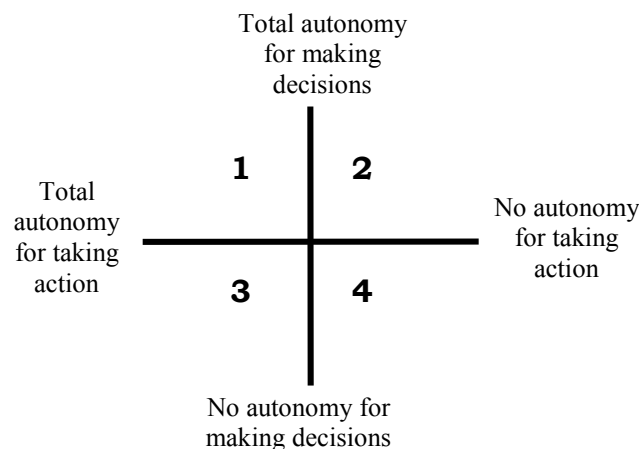 Total autonomy
for making
decisions
1
2
Total
autonomy
for taking
action
No autonomy
for taking
action
3
4
No autonomy for
making decisions